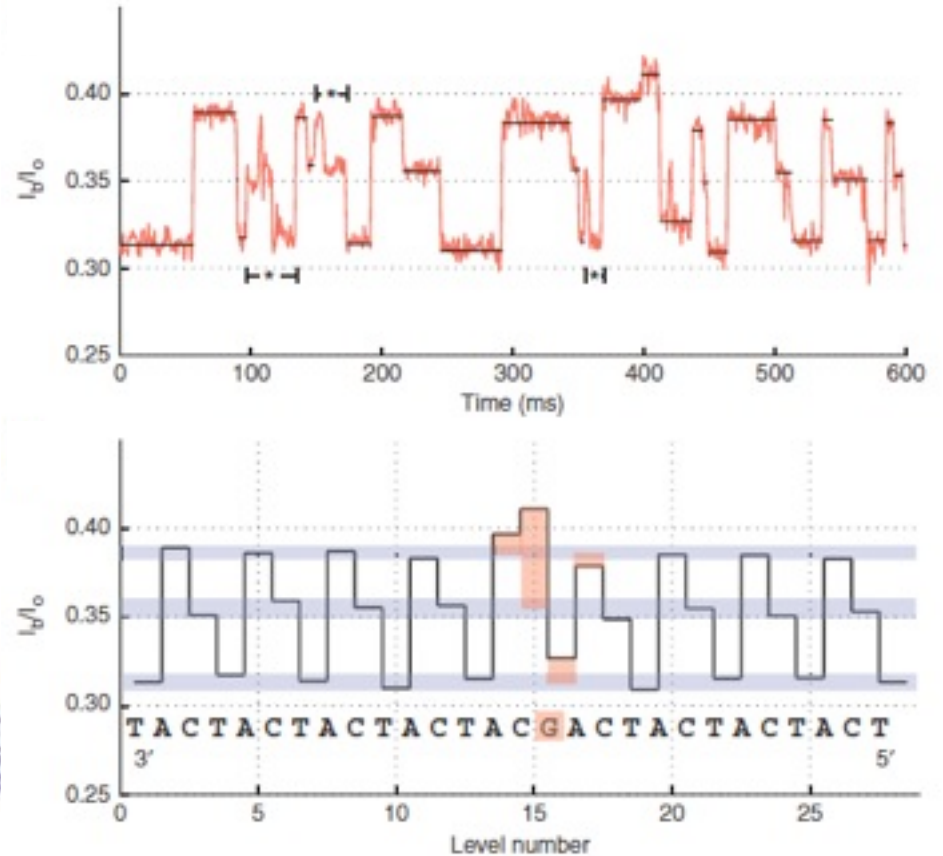 0.40
0.35
0.30
0.25
I_b/I_o
* * *
0 100 200 300 400 500 600
Time (ms)
0.40
0.35
0.30
0.25
I_b/I_o
T A C T A C T A C T A C T A C G A C T A C T A C T A C T
3′ 5′
0 5 10 15 20 25
Level number